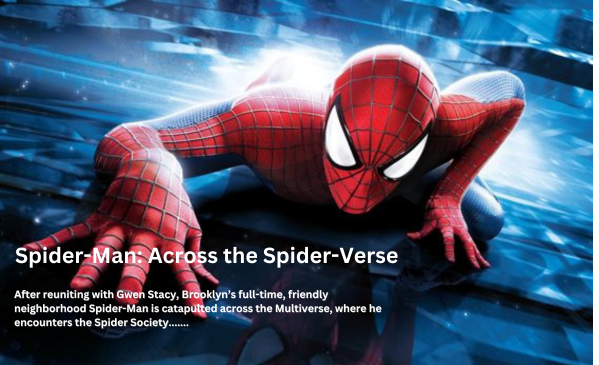 Spider-Man: Across the Spider-Verse
After reuniting with Gwen Stacy, Brooklyn's full-time, friendly
neighborhood Spider-Man is catapulted across the Multiverse, where he
encounters the Spider Society.......